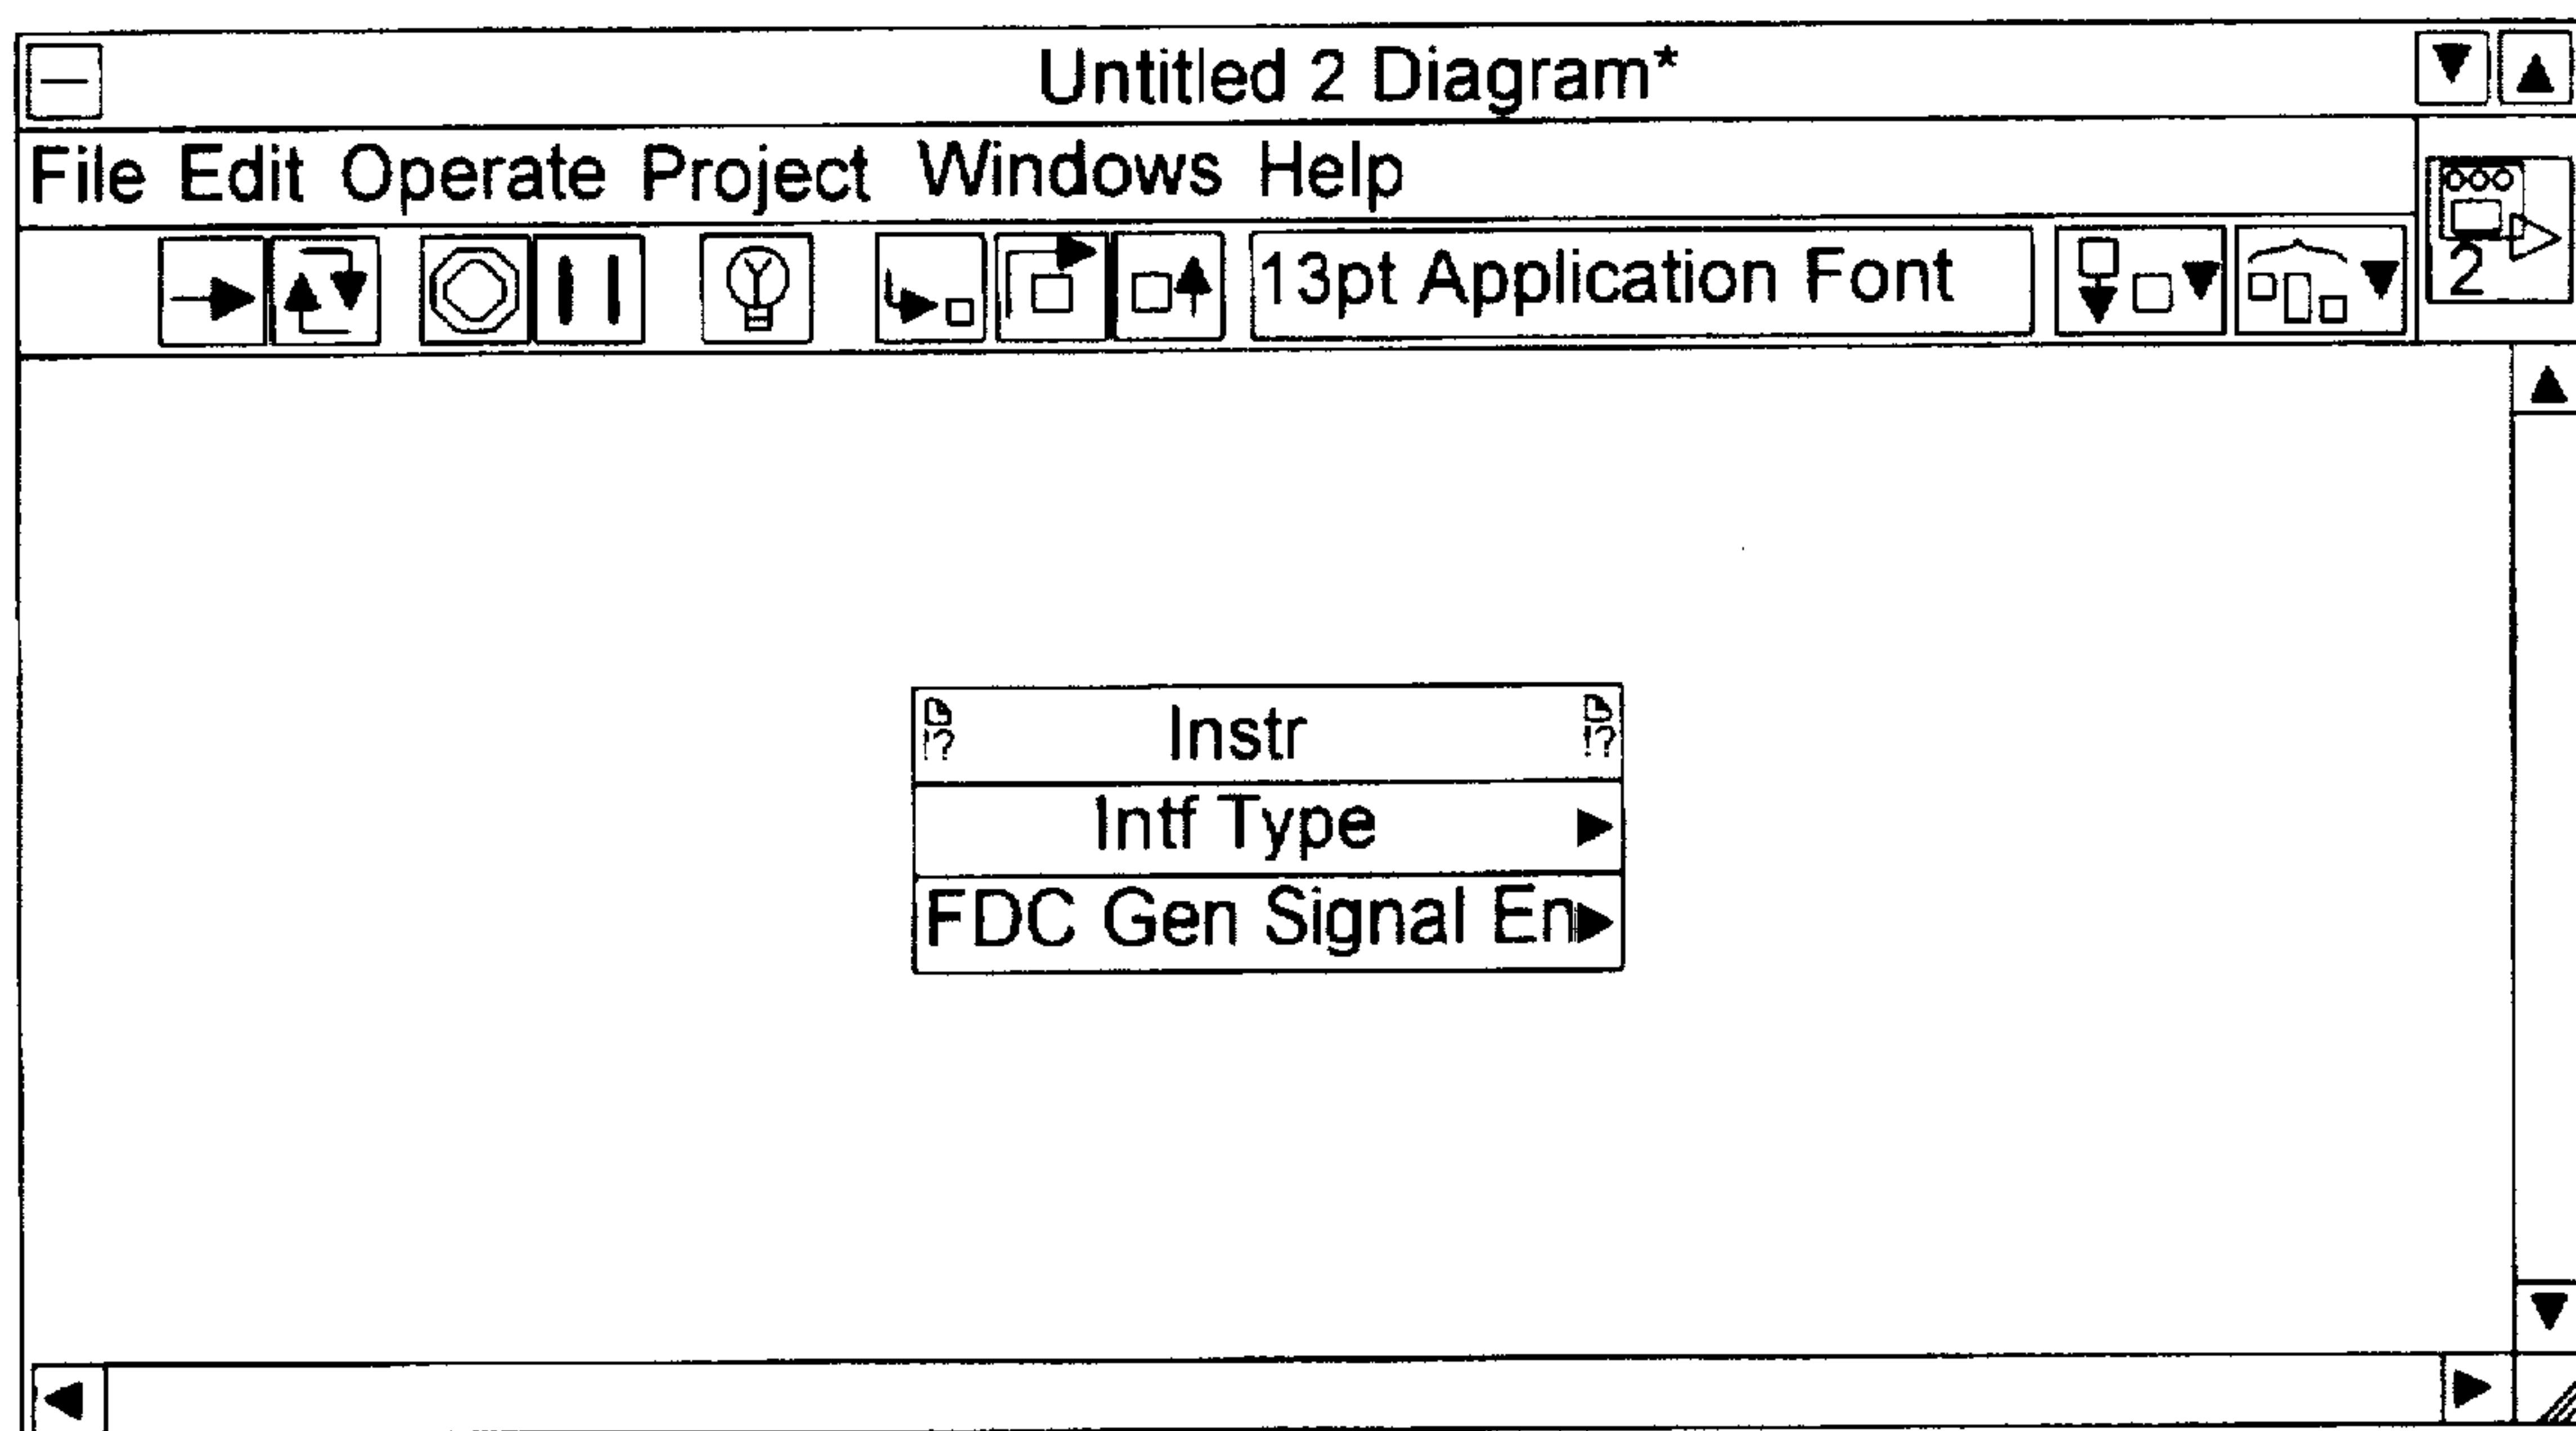 Untitled 2 Diagram*
File Edit Operate Project Windows Help
13pt Application Font
2
!? Instr !?
Intf Type
FDC Gen Signal En